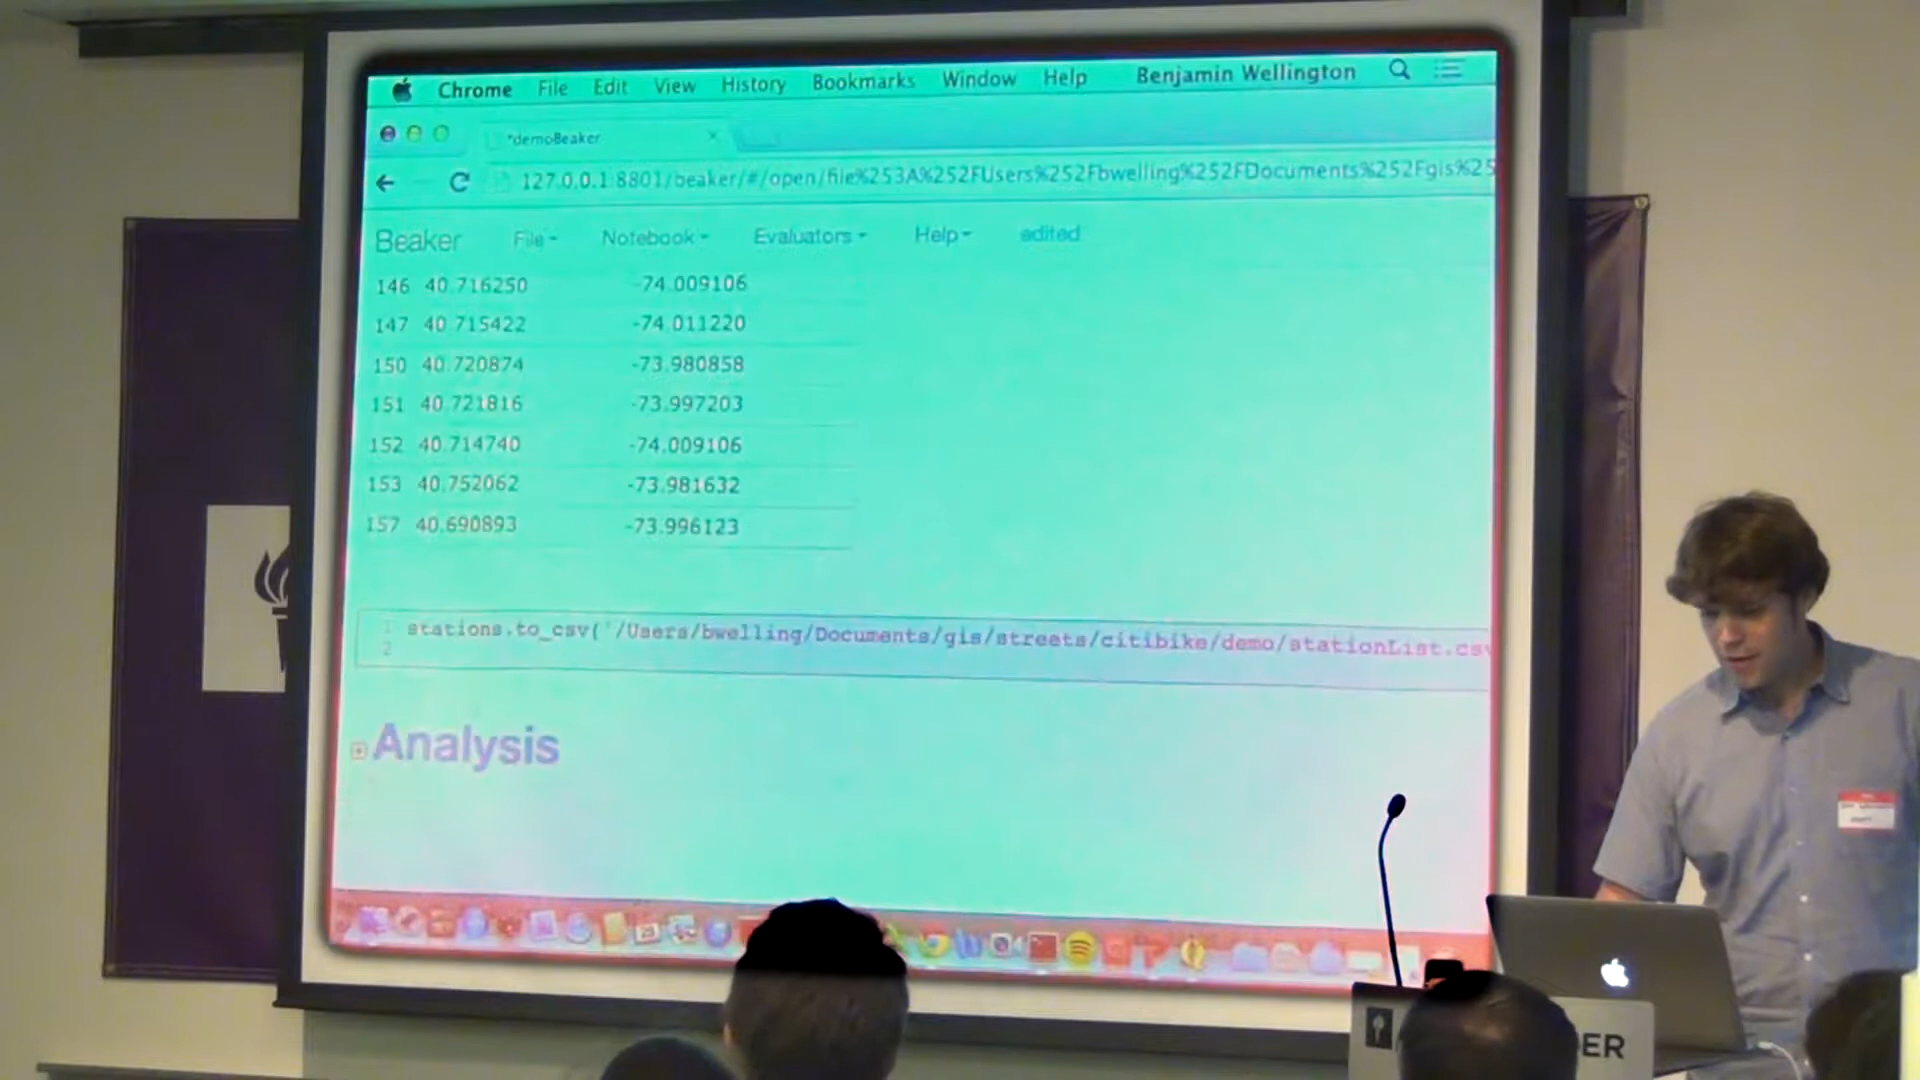 Chrome File Edit View History Bookmarks Window Help Benjamin Wellington
*demoBeaker
127.0.0.1:8801/beaker/#/open/file%253A%252FUsers%252Fbwelling%252FDocuments%252Fgis%25
Beaker File Notebook Evaluators Help edited
146 40.716250 -74.009106
147 40.715422 -74.011220
150 40.720874 -73.980858
151 40.721816 -73.997203
152 40.714740 -74.009106
153 40.752062 -73.981632
157 40.690893 -73.996123
1 stations.to_csv('/Users/bwelling/Documents/gis/streets/citibike/demo/stationList.csv
2
Analysis
ER